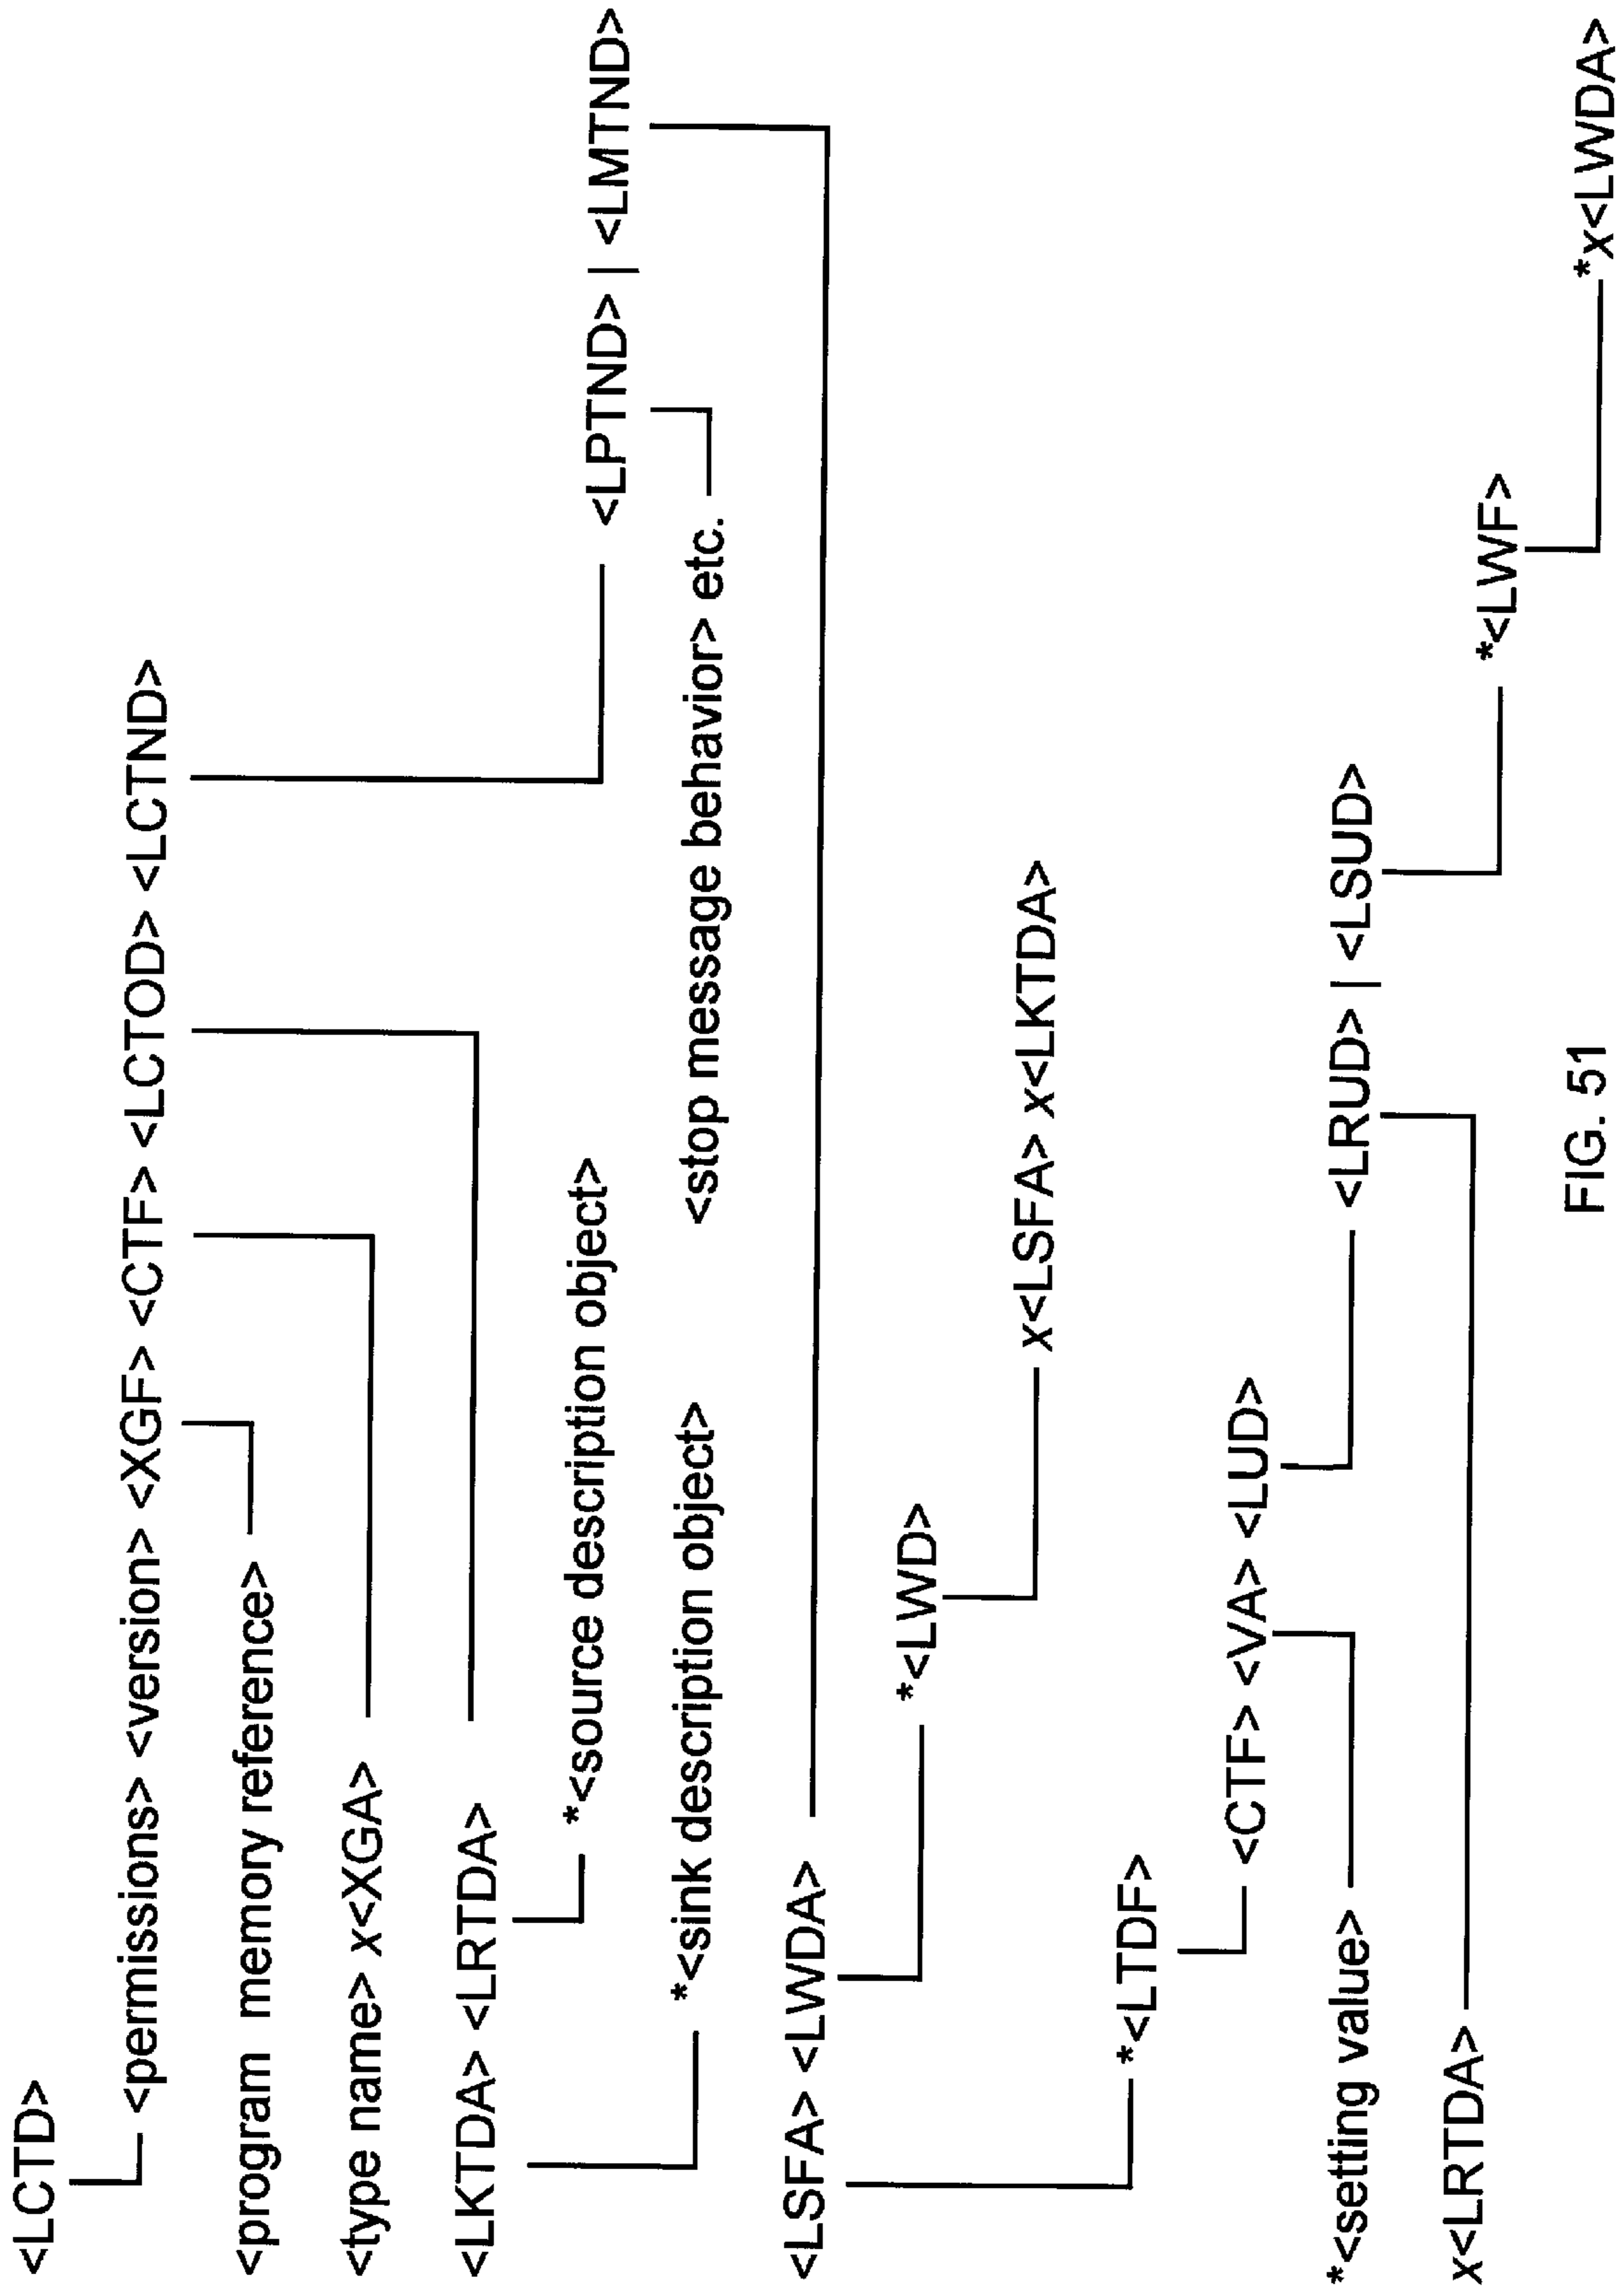 <LCTD>
<permissions> <version> <XGF> <CTF> <LCTOD> <LCTND>
<program memory reference>
<type name> x<XGA>
<LKTDA> <LRTDA>
*<source description object>
<LPTND> | <LMTND>
*<sink description object>
<stop message behavior> etc.
<LSFA> <LWDA>
*<LWD>
x<LSFA> x<LKTDA>
*<LTDF>
<CTF> <VA> <LUD>
*<setting value>
<LRUD> | <LSUD>
x<LRTDA>
*<LWF>
*x<LWDA>
FIG. 51